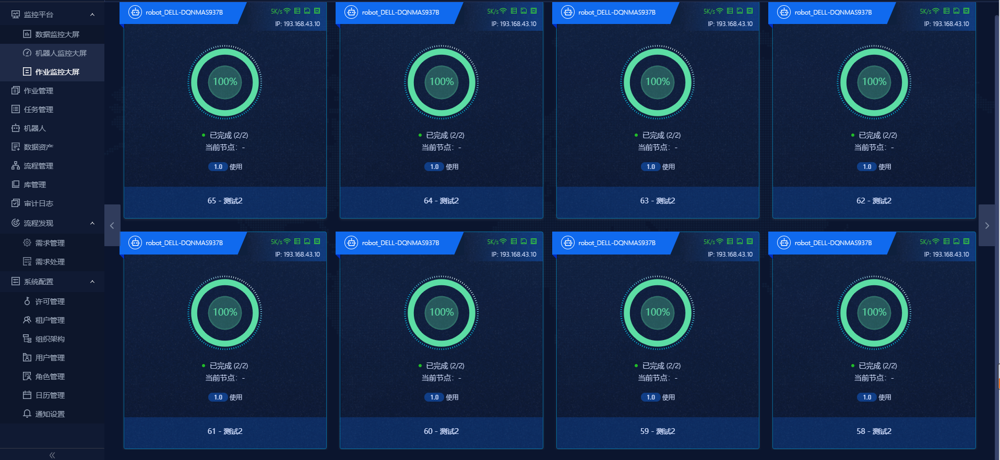 监控平台
数据监控大屏
机器人监控大屏
作业监控大屏
作业管理
任务管理
机器人
数据资产
流程管理
库管理
审计日志
流程发现
需求管理
需求处理
系统配置
许可管理
租户管理
组织架构
用户管理
角色管理
日历管理
通知设置
robot_DELL-DQNMAS937B
5K/s
IP: 193.168.43.10
100%
已完成 (2/2)
当前节点: -
1.0 使用
65 - 测试2
robot_DELL-DQNMAS937B
5K/s
IP: 193.168.43.10
100%
已完成 (2/2)
当前节点: -
1.0 使用
64 - 测试2
robot_DELL-DQNMAS937B
5K/s
IP: 193.168.43.10
100%
已完成 (2/2)
当前节点: -
1.0 使用
63 - 测试2
robot_DELL-DQNMAS937B
5K/s
IP: 193.168.43.10
100%
已完成 (2/2)
当前节点: -
1.0 使用
62 - 测试2
robot_DELL-DQNMAS937B
5K/s
IP: 193.168.43.10
100%
已完成 (2/2)
当前节点: -
1.0 使用
61 - 测试2
robot_DELL-DQNMAS937B
5K/s
IP: 193.168.43.10
100%
已完成 (2/2)
当前节点: -
1.0 使用
60 - 测试2
robot_DELL-DQNMAS937B
5K/s
IP: 193.168.43.10
100%
已完成 (2/2)
当前节点: -
1.0 使用
59 - 测试2
robot_DELL-DQNMAS937B
5K/s
IP: 193.168.43.10
100%
已完成 (2/2)
当前节点: -
1.0 使用
58 - 测试2